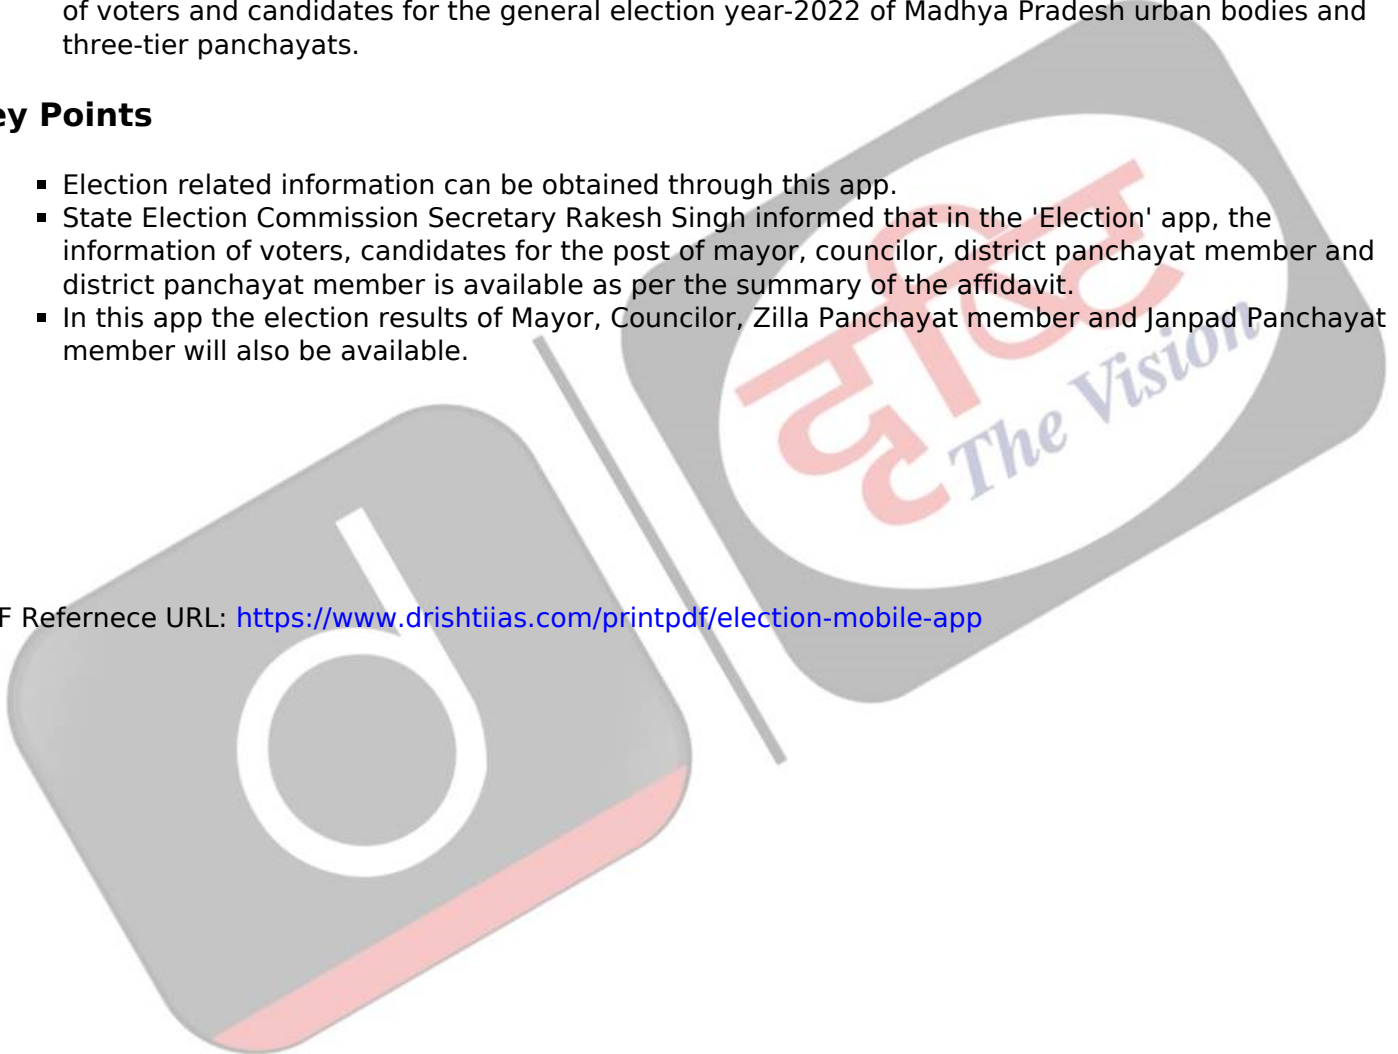 of voters and candidates for the general election year-2022 of Madhya Pradesh urban bodies and
three-tier panchayats.
ey Points
▪ Election related information can be obtained through this app.
▪ State Election Commission Secretary Rakesh Singh informed that in the 'Election' app, the
information of voters, candidates for the post of mayor, councilor, district panchayat member and
district panchayat member is available as per the summary of the affidavit.
▪ In this app the election results of Mayor, Councilor, Zilla Panchayat member and Janpad Panchayat
member will also be available.
दृष्टि
The Vision
d
F Refernece URL: https://www.drishtiias.com/printpdf/election-mobile-app